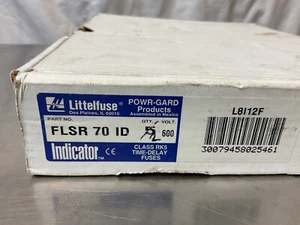 Littelfuse
Des Plaines, IL 60016
POWR-GARD
Products
Assembled in Mexico
PART NO.
QTY.
VOLT.
FLSR 70 ID
600
Indicator
CE
CLASS RK5
TIME-DELAY
FUSES
L8I12F
30079458025461